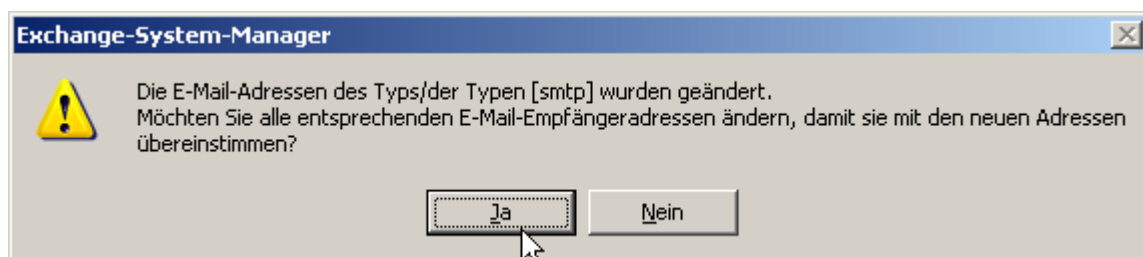 Exchange-System-Manager
Die E-Mail-Adressen des Typs/der Typen [smtp] wurden geändert.
Möchten Sie alle entsprechenden E-Mail-Empfängeradressen ändern, damit sie mit den neuen Adressen
übereinstimmen?
Ja Nein